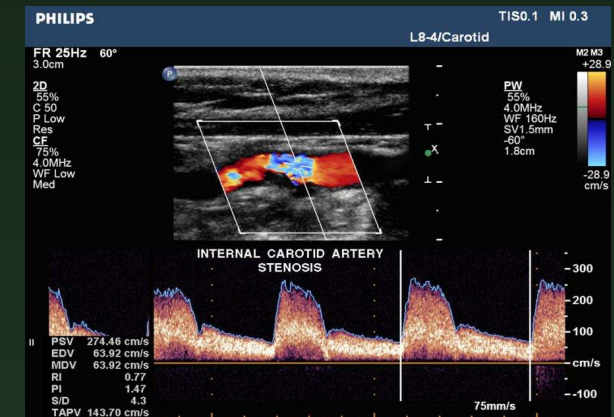 PHILIPS
TIS0.1 MI 0.3
L8-4/Carotid
FR 25Hz 60°
3.0cm
2D
55%
C 50
P Low
Res
CF
75%
4.0MHz
WF Low
Med
P
X
M2 M3
+28.9
-28.9
cm/s
PW
55%
4.0MHz
WF 160Hz
SV1.5mm
-60°
1.8cm
INTERNAL CAROTID ARTERY
STENOSIS
-300
-200
-100
cm/s
-100
75mm/s
PSV 274.46 cm/s
EDV 63.92 cm/s
MDV 63.92 cm/s
RI 0.77
PI 1.47
S/D 4.3
TAPV 143.70 cm/s